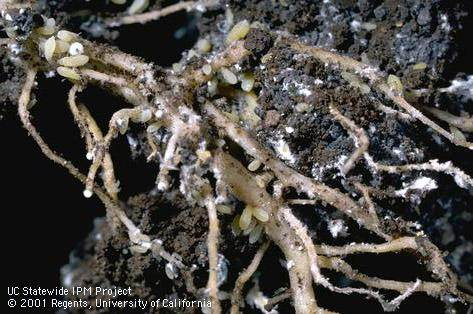 UC Statewide IPM Project
© 2001 Regents, University of California